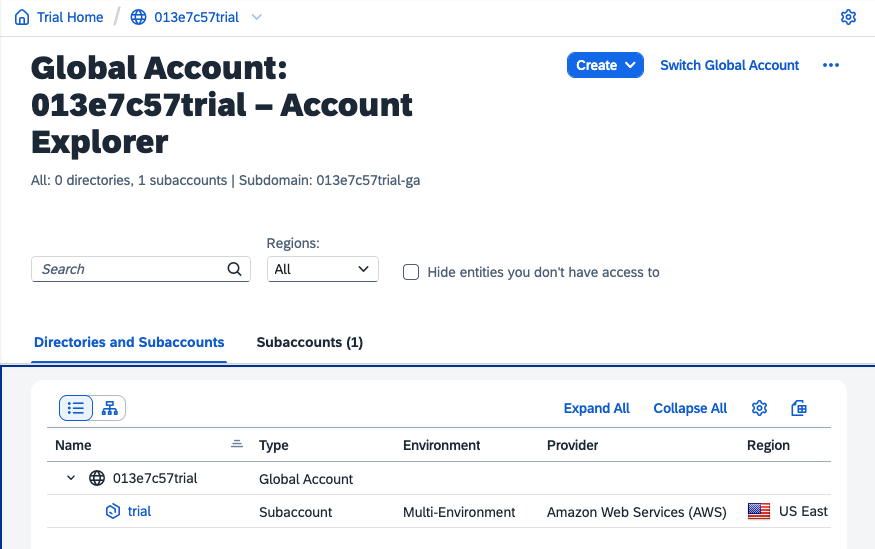 Trial Home / 013e7c57trial
Global Account:
013e7c57trial – Account
Explorer
Create
Switch Global Account
All: 0 directories, 1 subaccounts | Subdomain: 013e7c57trial-ga
Regions:
Search
All
Hide entities you don't have access to
Directories and Subaccounts
Subaccounts (1)
Expand All
Collapse All
Name Type Environment Provider Region
013e7c57trial Global Account
trial Subaccount Multi-Environment Amazon Web Services (AWS) US East